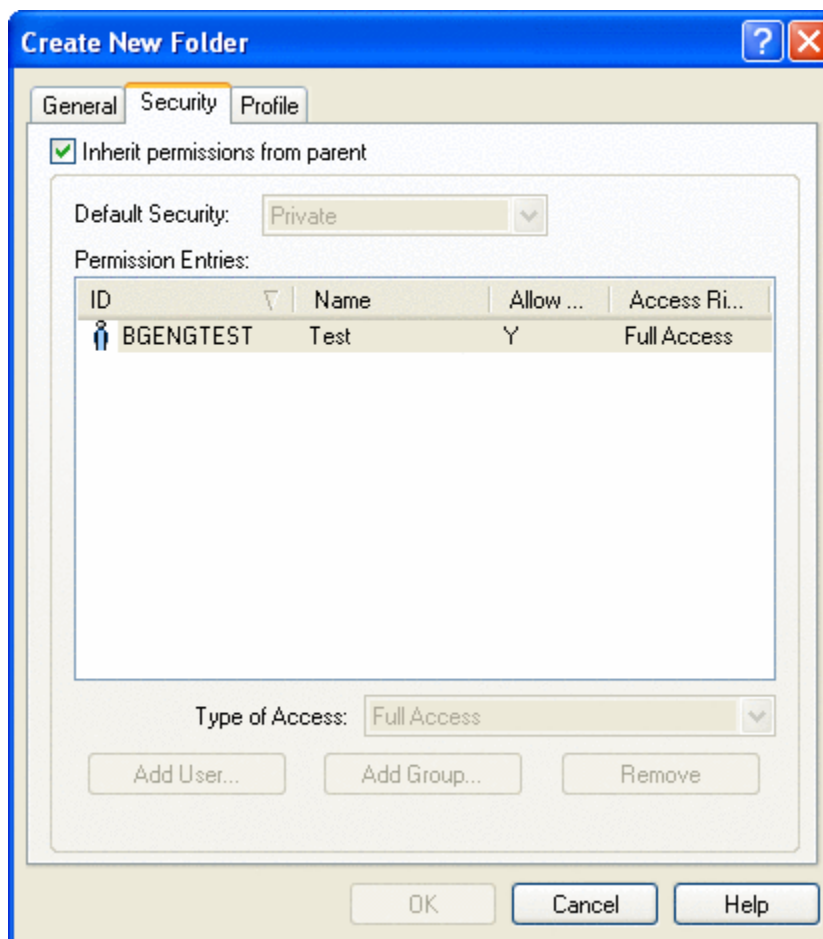 Create New Folder
General Security Profile
Inherit permissions from parent
Default Security: Private
Permission Entries:
ID Name Allow ... Access Ri...
BGENGTEST Test Y Full Access
Type of Access: Full Access
Add User... Add Group... Remove
OK Cancel Help